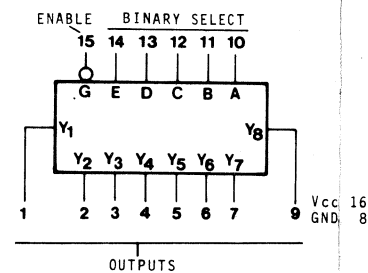 ENABLE BINARY SELECT
15 14 13 12 11 10
G E D C B A
Y1 Y8
Y2 Y3 Y4 Y5 Y6 Y7
1 2 3 4 5 6 7 9 Vcc 16
GND 8
OUTPUTS